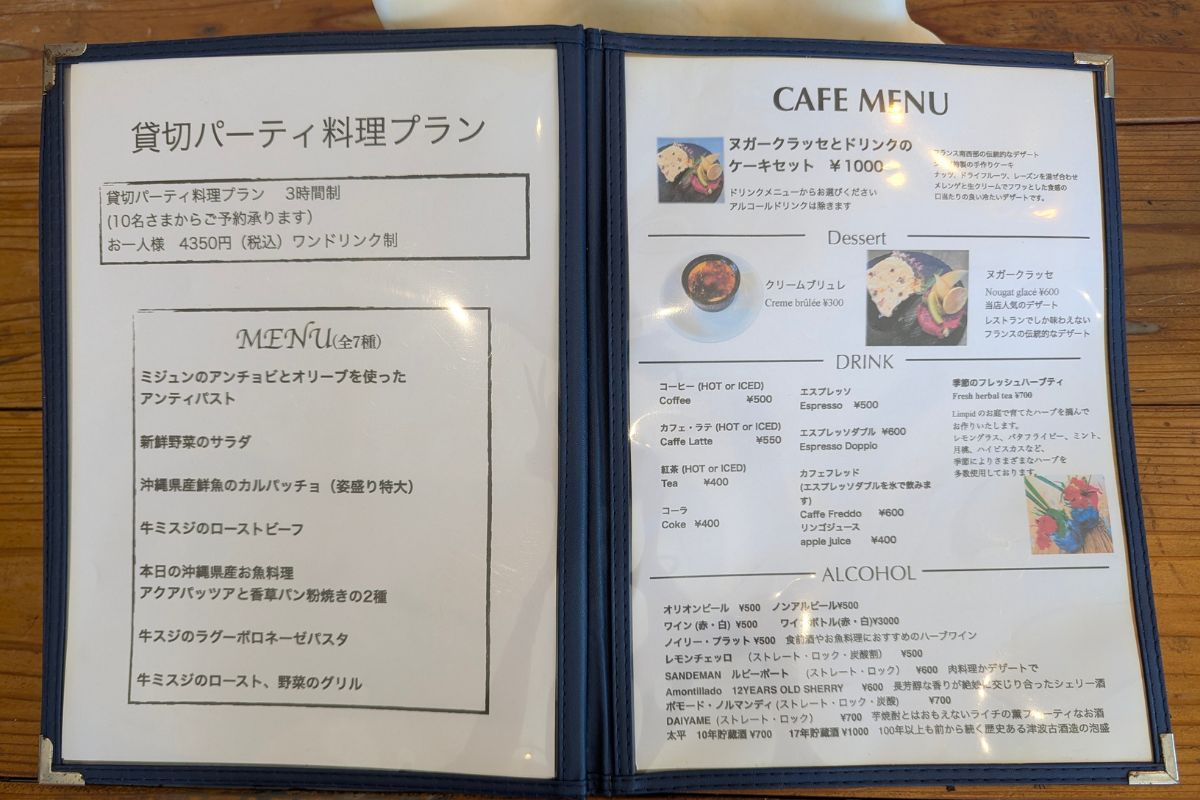 貸切パーティ料理プラン
貸切パーティ料理プラン 3時間制
(10名さまからご予約承ります)
お一人様 4350円（税込）ワンドリンク制
MENU(全7種)
ミジュンのアンチョビとオリーブを使った
アンティパスト
新鮮野菜のサラダ
沖縄県産鮮魚のカルパッチョ（姿盛り特大）
牛ミスジのローストビーフ
本日の沖縄県産お魚料理
アクアパッツアと香草パン粉焼きの2種
牛スジのラグーボロネーゼパスタ
牛ミスジのロースト、野菜のグリル
CAFE MENU
ヌガークラッセとドリンクの
ケーキセット ¥1000
ドリンクメニューからお選びください
アルコールドリンクは除きます
フランス南西部の伝統的なデザート
特製の手作りケーキ
ナッツ、ドライフルーツ、レーズンを混ぜ合わせ
メレンゲと生クリームでフワッとした食感の
口当たりの良い冷たいデザートです。
Dessert
クリームブリュレ
Creme brûlée ¥300
ヌガークラッセ
Nougat glacé ¥600
当店人気のデザート
レストランでしか味わえない
フランスの伝統的なデザート
DRINK
コーヒー (HOT or ICED)
Coffee ¥500
カフェ・ラテ (HOT or ICED)
Caffe Latte ¥550
紅茶 (HOT or ICED)
Tea ¥400
コーラ
Coke ¥400
エスプレッソ
Espresso ¥500
エスプレッソダブル ¥600
Espresso Doppio
カフェフレッド
(エスプレッソダブルを氷で飲みま
す)
Caffe Freddo ¥600
リンゴジュース
apple juice ¥400
季節のフレッシュハーブティ
Fresh herbal tea ¥700
Limpid のお庭で育てたハーブを摘んで
お作りいたします。
レモングラス、バタフライピー、ミント、
月桃、ハイビスカスなど、
季節によりさまざまなハーブを
多数使用しております。
ALCOHOL
オリオンビール ¥500 ノンアルビール¥500
ワイン (赤・白) ¥500 ワインボトル(赤・白)¥3000
ノイリー・プラット ¥500 食前酒やお魚料理におすすめのハーブワイン
レモンチェッロ （ストレート・ロック・炭酸割） ¥500
SANDEMAN ルビーポート （ストレート・ロック） ¥600 肉料理かデザートで
Amontillado 12YEARS OLD SHERRY ¥600 長芳醇な香りが絶妙に交じり合ったシェリー酒
ポモード・ノルマンディ (ストレート・ロック・炭酸) ¥700
DAIYAME（ストレート・ロック） ¥700 芋焼酎とはおもえないライチの薫フルーティなお酒
太平 10年貯蔵酒 ¥700 17年貯蔵酒 ¥1000 100年以上も前から続く歴史ある津波古酒造の泡盛